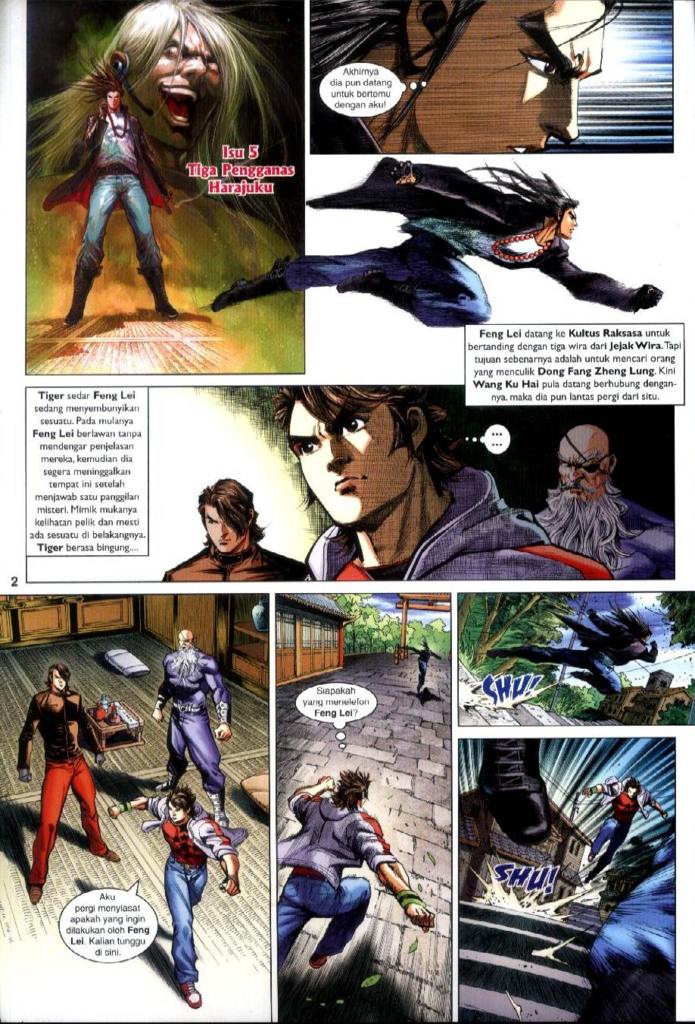 Isu 5
Tiga Pengganas
Harajuku
Akhirnya
dia pun datang
untuk bertemu
dengan aku!
Feng Lei datang ke Kultus Raksasa untuk
bertanding dengan tiga wira dari Jejak Wira. Tapi
tujuan sebenarnya adalah untuk mencari orang
yang menculik Dong Fang Zheng Lung. Kini
Wang Ku Hai pula datang berhubung dengan-
nya, maka dia pun lantas pergi dari situ.
Tiger sedar Feng Lei
sedang menyembunyikan
sesuatu. Pada mulanya
Feng Lei berlawan tanpa
mendengar penjelasan
mereka, kemudian dia
segera meninggalkan
tempat ini setelah
menjawab satu panggilan
misteri. Mimik mukanya
kelihatan pelik dan mesti
ada sesuatu di belakangnya.
Tiger berasa bingung....
...
...
2
Aku
pergi menyiasat
apakah yang ingin
dilakukan oleh Feng
Lei. Kalian tunggu
di sini.
Siapakah
yang menelefon
Feng Lei?
SHU!
SHU!